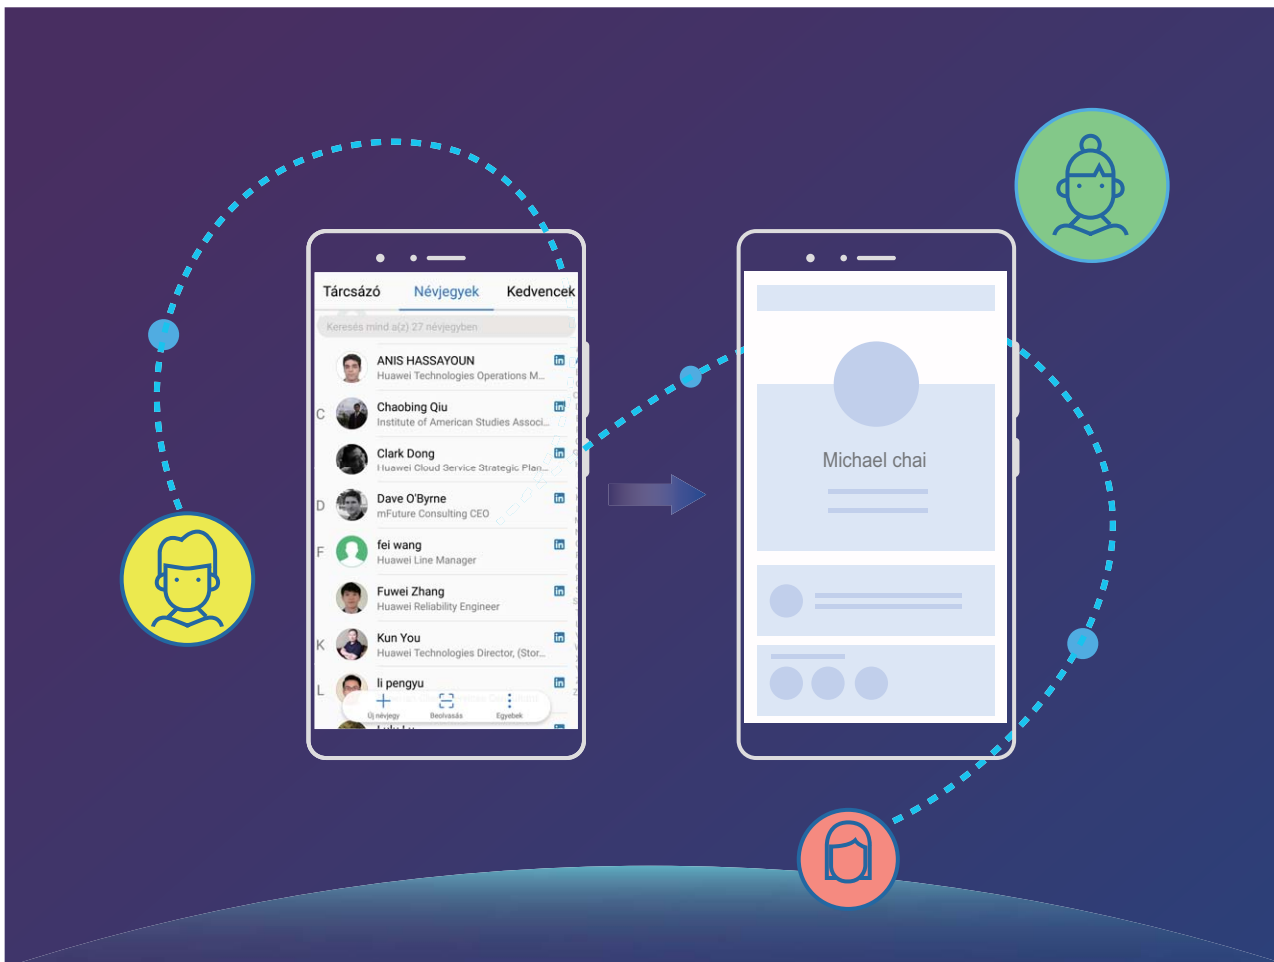 Tárcsázó Névjegyek Kedvencek
Keresés mind a(z) 27 névjegyben
ANIS HASSAYOUN
Huawei Technologies Operations M...
C
Chaobing Qiu
Institute of American Studies Associ...
Clark Dong
Huawei Cloud Service Strategic Plan...
D
Dave O'Byrne
mFuture Consulting CEO
F
fei wang
Huawei Line Manager
Fuwei Zhang
Huawei Reliability Engineer
K
Kun You
Huawei Technologies Director, (Stor...
L
li pengyu
Új névjegy Beolvasás Egyebek
Michael chai